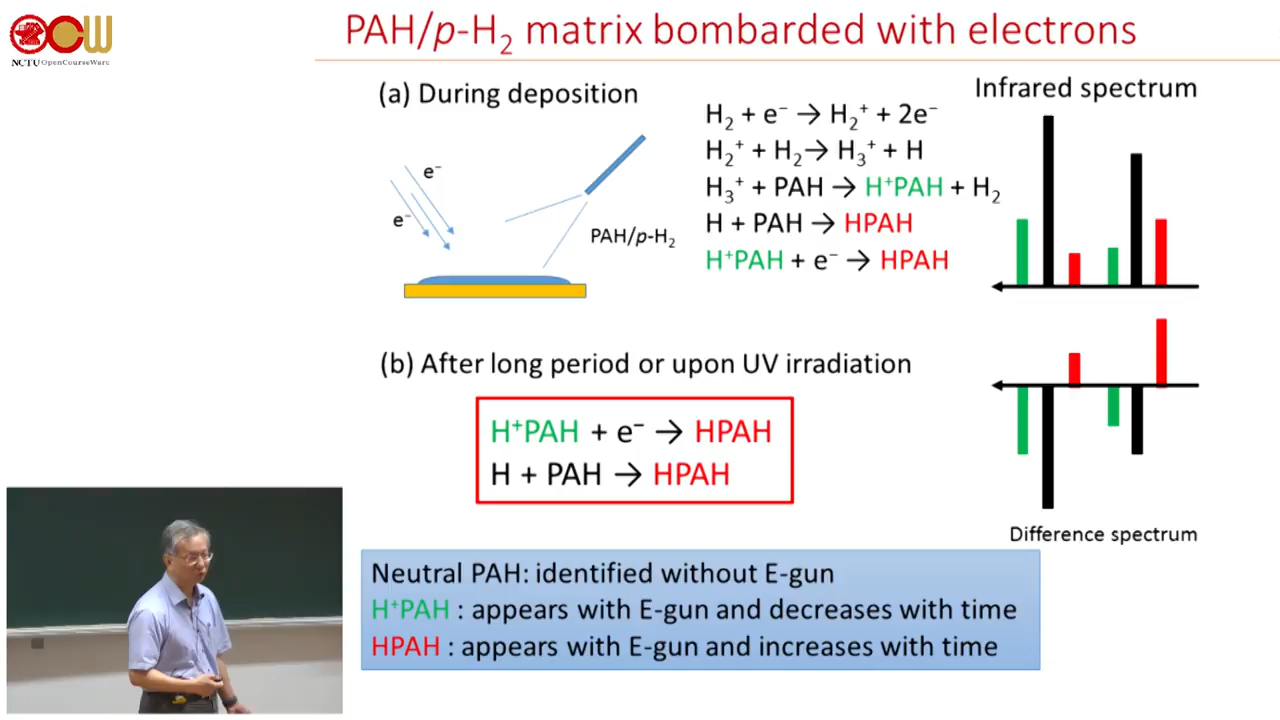 NCTU OpenCourseWare
PAH/p-H₂ matrix bombarded with electrons
(a) During deposition
e⁻
e⁻
PAH/p-H₂
H₂ + e⁻ → H₂⁺ + 2e⁻
H₂⁺ + H₂→ H₃⁺ + H
H₃⁺ + PAH → H⁺PAH + H₂
H + PAH → HPAH
H⁺PAH + e⁻ → HPAH
Infrared spectrum
(b) After long period or upon UV irradiation
H⁺PAH + e⁻ → HPAH
H + PAH → HPAH
Difference spectrum
Neutral PAH: identified without E-gun
H⁺PAH : appears with E-gun and decreases with time
HPAH : appears with E-gun and increases with time